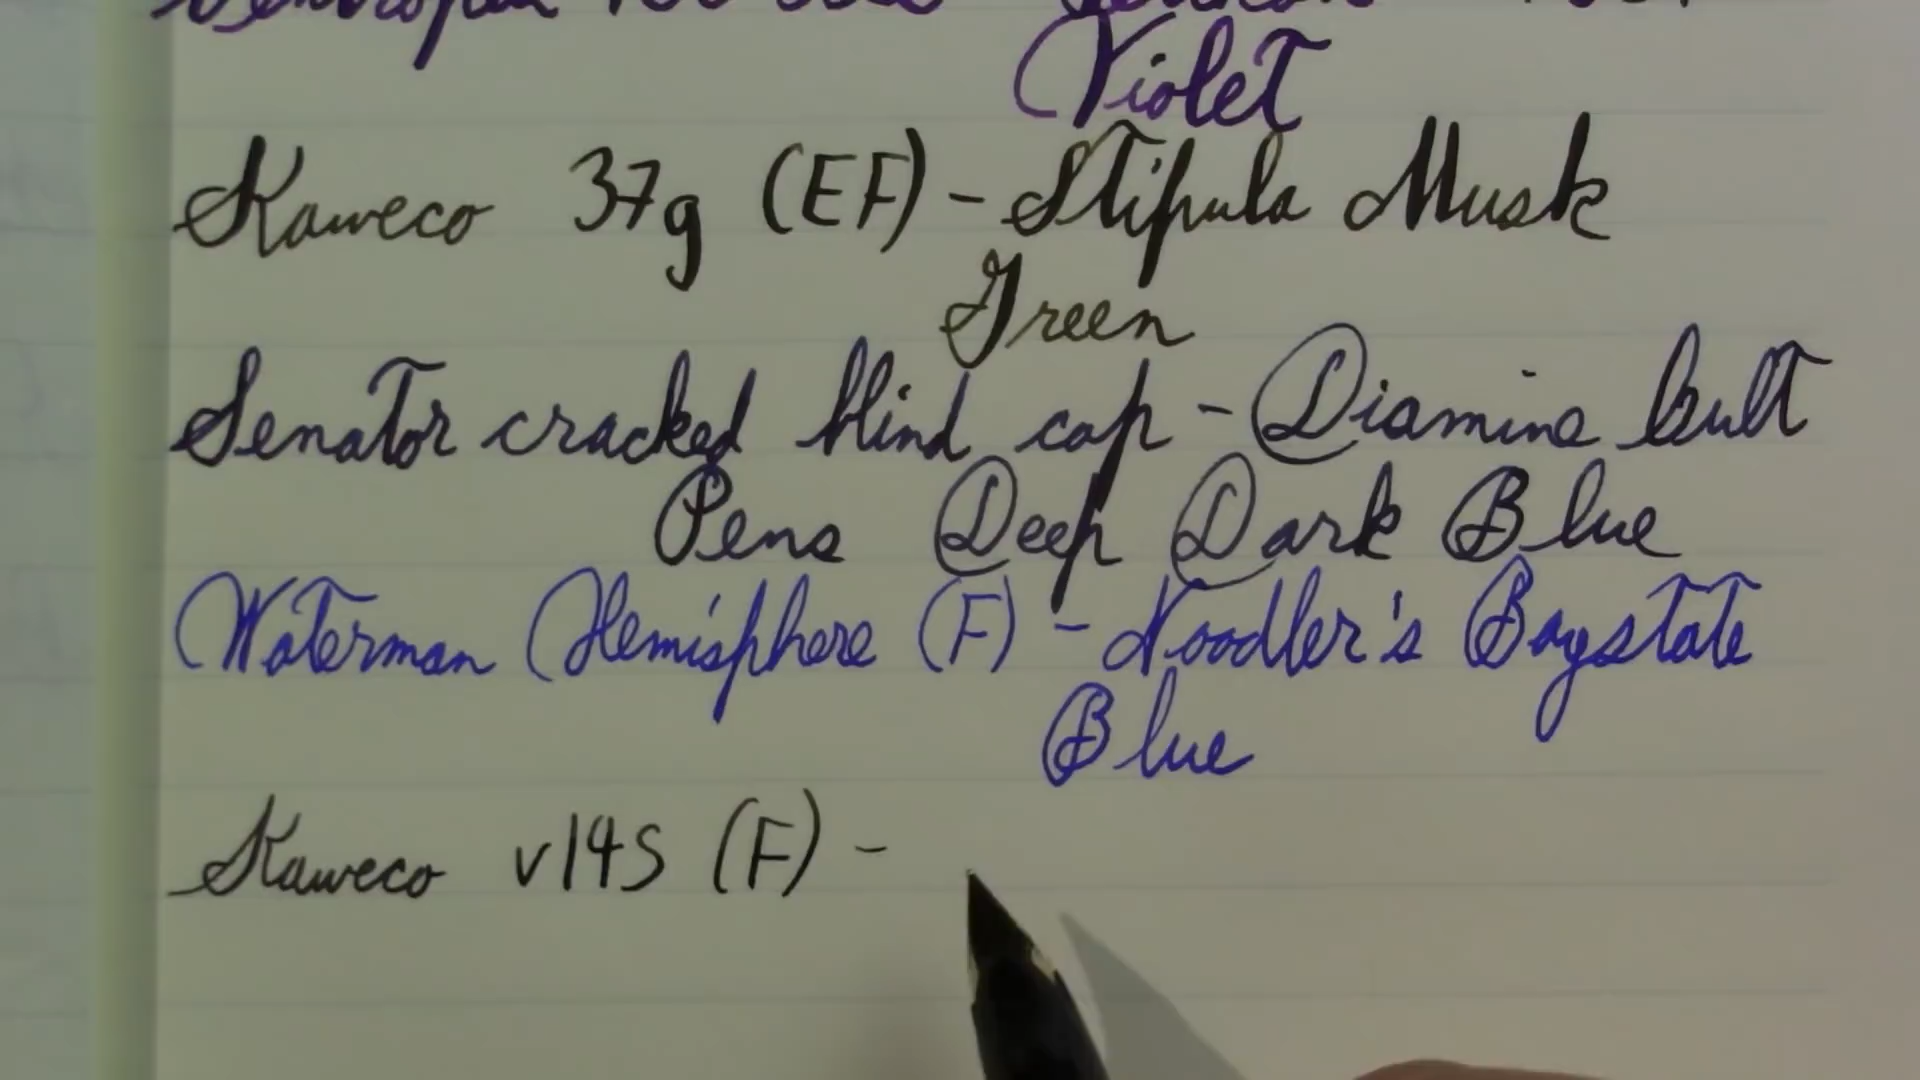 Violet
Kaweco 37g (EF) - Stipula Musk
Green
Senator cracked blind cap - Diamine Cult
Pens Deep Dark Blue
Waterman Hemisphere (F) - Noodler's Baystate
Blue
Kaweco v14S (F) -